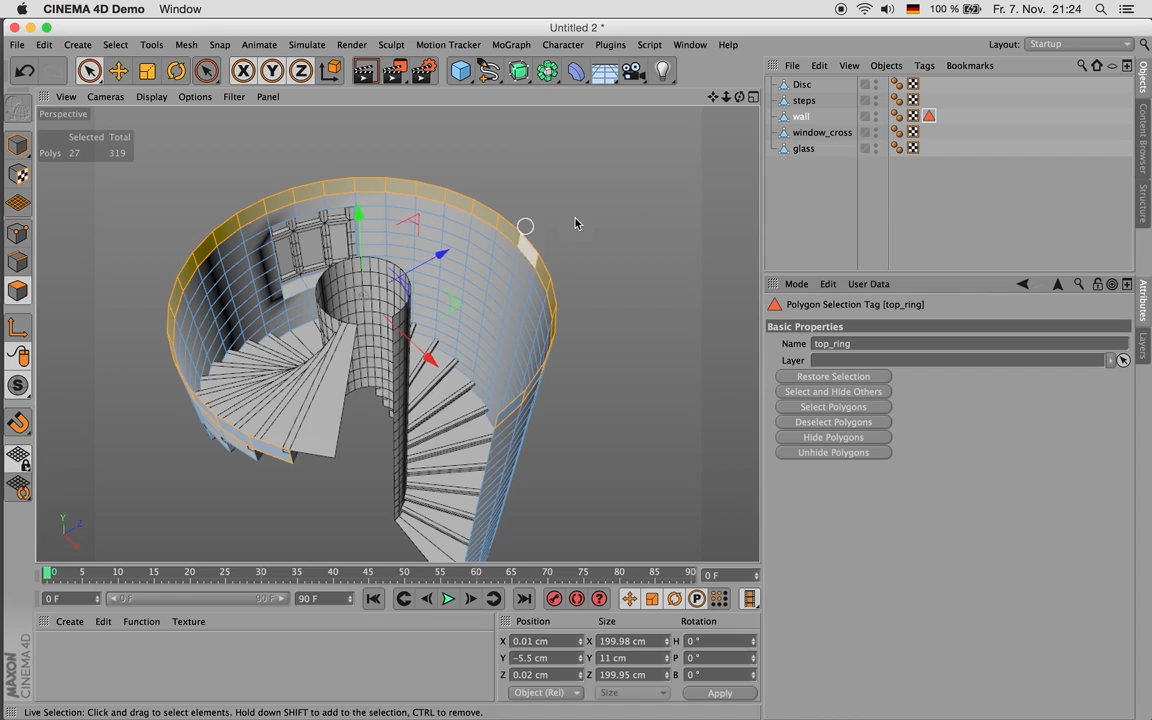 CINEMA 4D Demo Window 100 % Fr. 7. Nov. 21:24
Untitled 2 *
File Edit Create Select Tools Mesh Snap Animate Simulate Render Sculpt Motion Tracker MoGraph Character Plugins Script Window Help Layout: Startup
X Y Z
File Edit View Objects Tags Bookmarks
View Cameras Display Options Filter Panel
Perspective
Selected Total
Polys 27 319
Disc
steps
wall
window_cross
glass
Objects
Content Browser
Structure
Mode Edit User Data
Polygon Selection Tag [top_ring]
Basic Properties
Name top_ring
Layer
Restore Selection
Select and Hide Others
Select Polygons
Deselect Polygons
Hide Polygons
Unhide Polygons
Attributes
Layers
S
Y
Z
X
0 5 10 15 20 25 30 35 40 45 50 55 60 65 70 75 80 85 90 0 F
0 F 0 F 90 F 90 F P
Create Edit Function Texture
Position Size Rotation
X 0.01 cm X 199.98 cm H 0 °
Y -5.5 cm Y 11 cm P 0 °
Z 0.02 cm Z 199.95 cm B 0 °
Object (Rel) Size Apply
MAXON
CINEMA 4D
Live Selection: Click and drag to select elements. Hold down SHIFT to add to the selection, CTRL to remove.